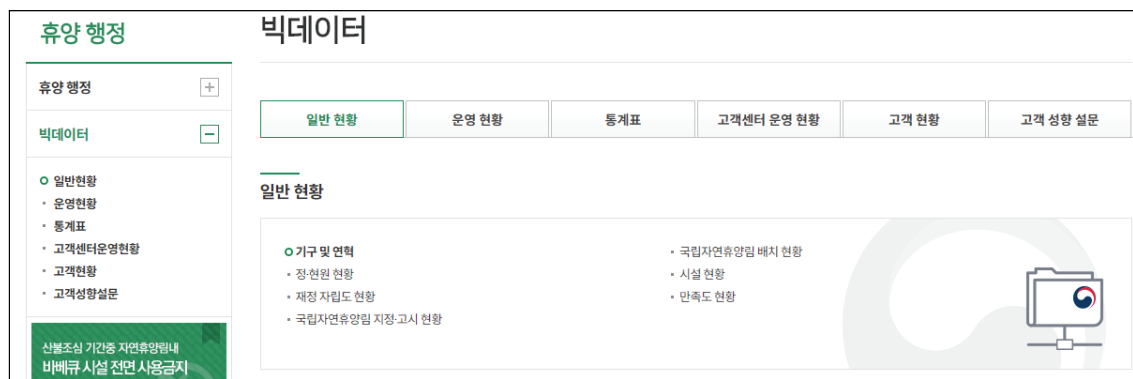 휴양 행정
빅데이터
휴양 행정
빅데이터
일반현황
운영현황
통계표
고객센터운영현황
고객현황
고객성향설문
산불조심 기간중 자연휴양림내
바베큐 시설 전면 사용금지
일반 현황 운영 현황 통계표 고객센터 운영 현황 고객 현황 고객 성향 설문
일반 현황
기구 및 연혁
정·현원 현황
재정 자립도 현황
국립자연휴양림 지정·고시 현황
국립자연휴양림 배치 현황
시설 현황
만족도 현황